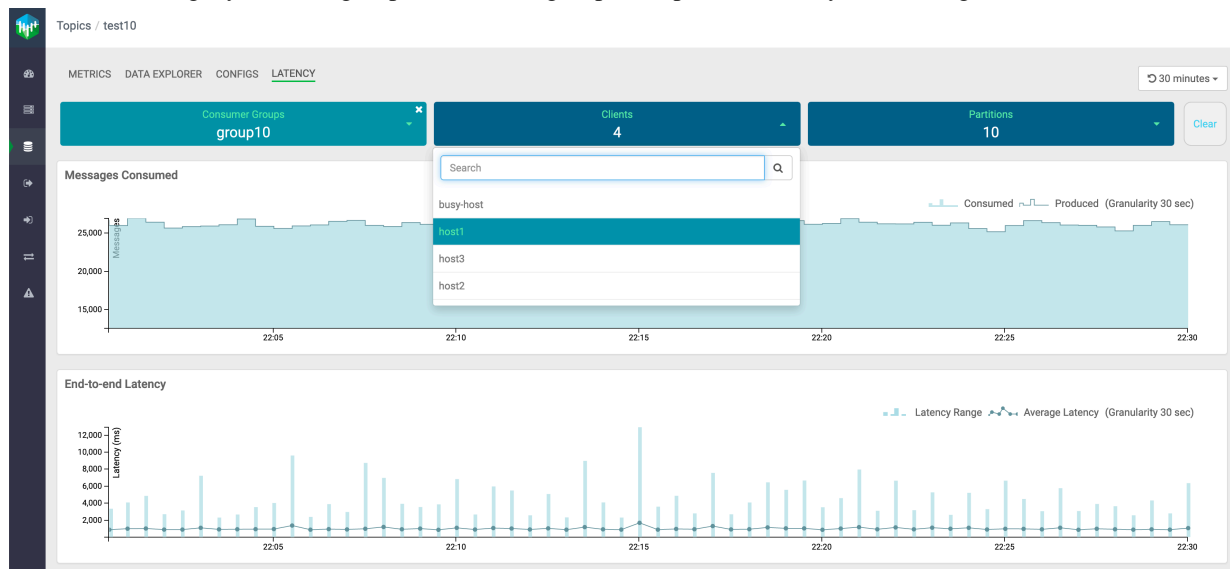 Topics / test10
METRICS DATA EXPLORER CONFIGS LATENCY
30 minutes
Consumer Groups
group10
Clients
4
Partitions
10
Clear
Search
busy-host
host1
host3
host2
Messages Consumed
Consumed Produced (Granularity 30 sec)
Messages
25,000
20,000
15,000
22:05 22:10 22:15 22:20 22:25 22:30
End-to-end Latency
Latency Range Average Latency (Granularity 30 sec)
Latency (ms)
12,000
10,000
8,000
6,000
4,000
2,000
22:05 22:10 22:15 22:20 22:25 22:30